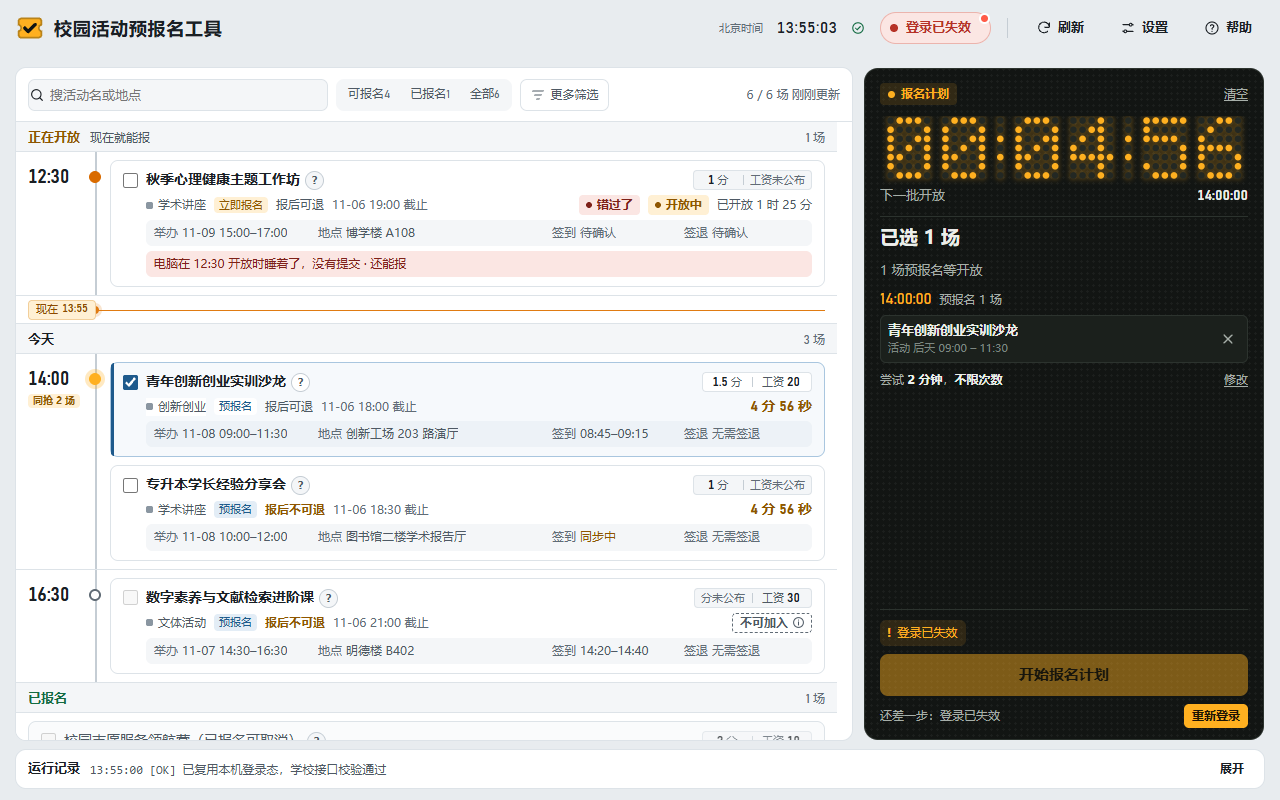 校园活动预报名工具
北京时间 13:55:03 登录已失效 刷新 设置 帮助
搜活动名或地点 可报名4 已报名1 全部6 更多筛选 6 / 6 场 刚刚更新
正在开放 现在就能报 1 场
12:30 秋季心理健康主题工作坊 ? 1 分 工资未公布
学术讲座 立即报名 报后可退 11-06 19:00 截止 错过了 开放中 已开放 1 时 25 分
举办 11-09 15:00–17:00 地点 博学楼 A108 签到 待确认 签退 待确认
电脑在 12:30 开放时睡着了，没有提交 · 还能报
现在 13:55
今天 3 场
14:00 青年创新创业实训沙龙 ? 1.5 分 工资 20
同抢 2 场 创新创业 预报名 报后可退 11-06 18:00 截止 4 分 56 秒
举办 11-08 09:00–11:30 地点 创新工场 203 路演厅 签到 08:45–09:15 签退 无需签退
专升本学长经验分享会 ? 1 分 工资未公布
学术讲座 预报名 报后不可退 11-06 18:30 截止 4 分 56 秒
举办 11-08 10:00–12:00 地点 图书馆二楼学术报告厅 签到 同步中 签退 无需签退
16:30 数字素养与文献检索进阶课 ? 分未公布 工资 30
文体活动 预报名 报后不可退 11-06 21:00 截止 不可加入
举办 11-07 14:30–16:30 地点 明德楼 B402 签到 14:20–14:40 签退 无需签退
已报名 1 场
报名计划 清空
00:04:56
下一批开放 14:00:00
已选 1 场
1 场预报名等开放
14:00:00 预报名 1 场
青年创新创业实训沙龙
活动 后天 09:00 – 11:30
尝试 2 分钟，不限次数 修改
! 登录已失效
开始报名计划
还差一步：登录已失效 重新登录
运行记录 13:55:00 [OK] 已复用本机登录态，学校接口校验通过 展开